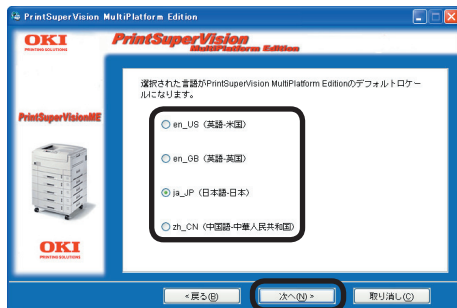 PrintSuperVision MultiPlatform Edition
OKI
PRINTING SOLUTIONS
PrintSuperVision
MultiPlatform Edition
選択された言語がPrintSupervision MultiPlatform Editionのデフォルトロケー
ルになります。
PrintSuperVisionME
en_US（英語-米国）
en_GB（英語-英国）
ja_JP（日本語-日本）
zh_CN（中国語-中華人民共和国）
OKI
PRINTING SOLUTIONS
<戻る(B)
次へ(N)>
取り消し(C)